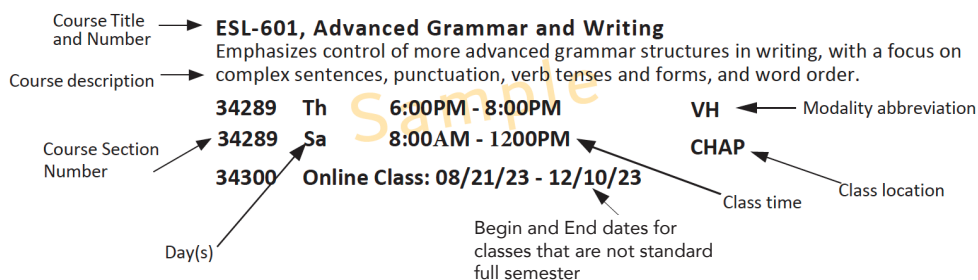 Course Title
and Number
ESL-601, Advanced Grammar and Writing
Emphasizes control of more advanced grammar structures in writing, with a focus on
Course description
complex sentences, punctuation, verb tenses and forms, and word order.
Sample
34289 Th 6:00PM - 8:00PM VH
Modality abbreviation
34289 Sa 8:00AM - 1200PM CHAP
Course Section
Number
34300 Online Class: 08/21/23 - 12/10/23
Class location
Class time
Begin and End dates for
classes that are not standard
full semester
Day(s)